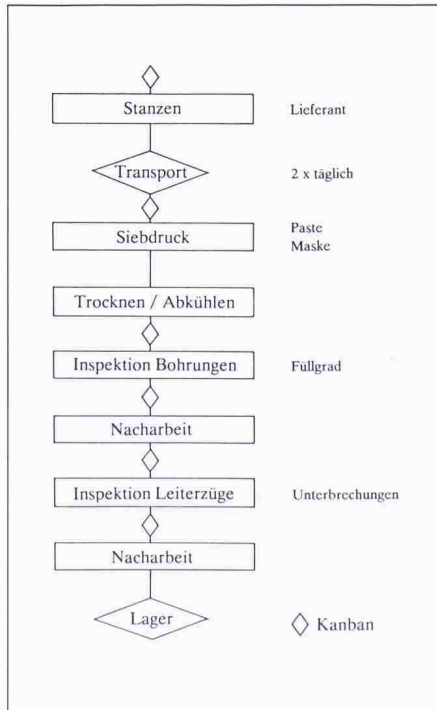 Stanzen
Lieferant
Transport
2 x täglich
Siebdruck
Paste
Maske
Trocknen / Abkühlen
Inspektion Bohrungen
Füllgrad
Nacharbeit
Inspektion Leiterzüge
Unterbrechungen
Nacharbeit
Lager
Kanban